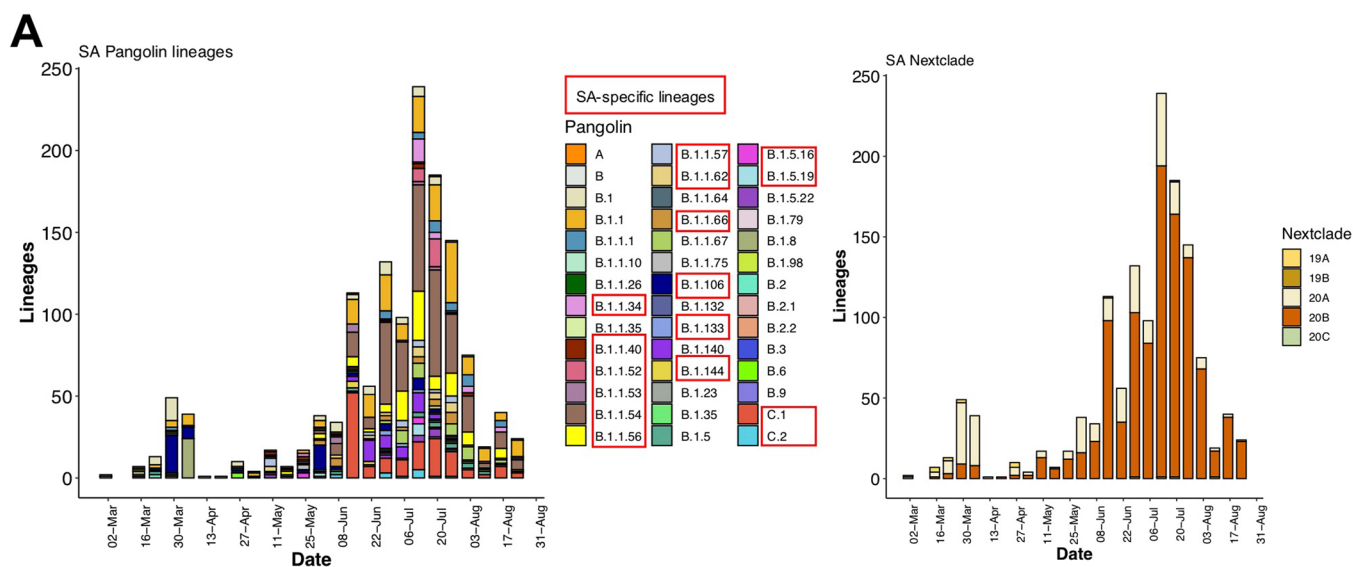 A
SA Pangolin lineages
250
200
150
100
50
0
Lineages
02–Mar
16–Mar
30–Mar
13–Apr
27–Apr
11–May
25–May
08–Jun
22–Jun
06–Jul
20–Jul
03–Aug
17–Aug
31–Aug
Date
SA-specific lineages
Pangolin
A
B
B.1
B.1.1
B.1.1.1
B.1.1.10
B.1.1.26
B.1.1.34
B.1.1.35
B.1.1.40
B.1.1.52
B.1.1.53
B.1.1.54
B.1.1.56
B.1.1.57
B.1.1.62
B.1.1.64
B.1.1.66
B.1.1.67
B.1.1.75
B.1.106
B.1.132
B.1.133
B.1.140
B.1.144
B.1.23
B.1.35
B.1.5
B.1.5.16
B.1.5.19
B.1.5.22
B.1.79
B.1.8
B.1.98
B.2
B.2.1
B.2.2
B.3
B.6
B.9
C.1
C.2
SA Nextclade
250
200
150
100
50
0
Lineages
02–Mar
16–Mar
30–Mar
13–Apr
27–Apr
11–May
25–May
08–Jun
22–Jun
06–Jul
20–Jul
03–Aug
17–Aug
31–Aug
Date
Nextclade
19A
19B
20A
20B
20C